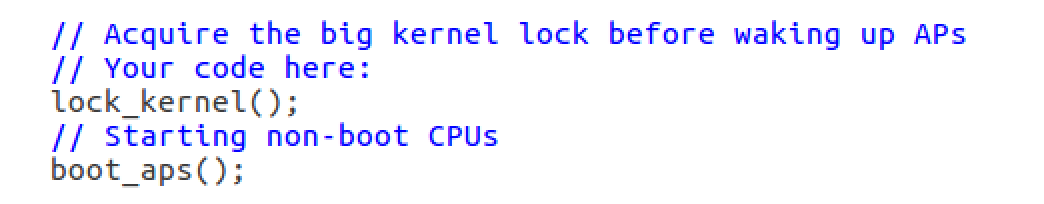 // Acquire the big kernel lock before waking up APs
// Your code here:
lock_kernel();
// Starting non-boot CPUs
boot_aps();